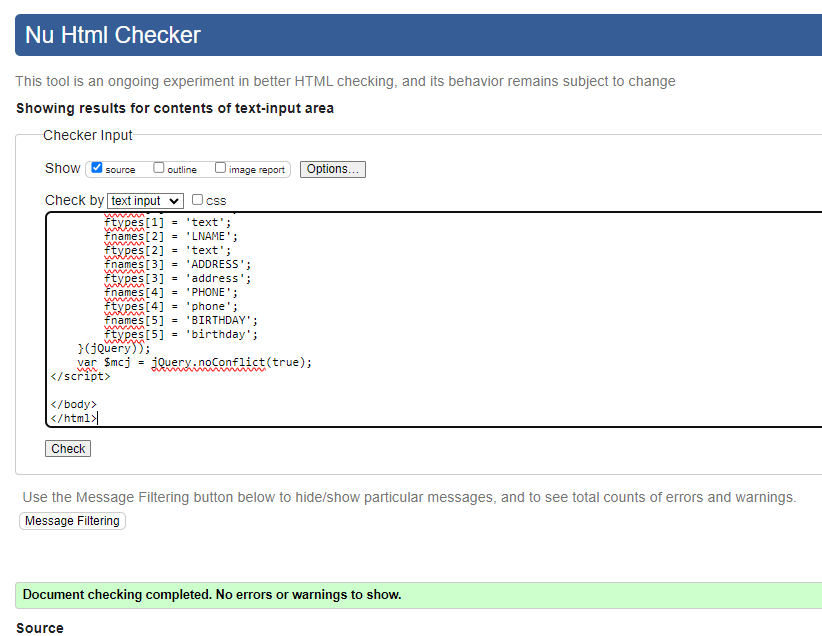 Nu Html Checker
This tool is an ongoing experiment in better HTML checking, and its behavior remains subject to change
Showing results for contents of text-input area
Checker Input
Show source outline image report Options...
Check by text input css
ftypes[1] = 'text';
fnames[2] = 'LNAME';
ftypes[2] = 'text';
fnames[3] = 'ADDRESS';
ftypes[3] = 'address';
fnames[4] = 'PHONE';
ftypes[4] = 'phone';
fnames[5] = 'BIRTHDAY';
ftypes[5] = 'birthday';
}(jQuery));
var $mcj = jQuery.noConflict(true);
</script>
</body>
</html>
Check
Use the Message Filtering button below to hide/show particular messages, and to see total counts of errors and warnings.
Message Filtering
Document checking completed. No errors or warnings to show.
Source